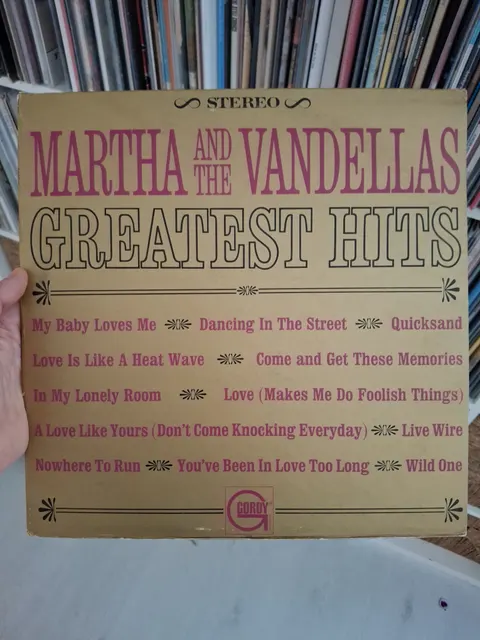 STEREO
MARTHA AND THE VANDELLAS
GREATEST HITS
My Baby Loves Me Dancing In The Street Quicksand
Love Is Like A Heat Wave Come and Get These Memories
In My Lonely Room Love (Makes Me Do Foolish Things)
A Love Like Yours (Don't Come Knocking Everyday) Live Wire
Nowhere To Run You've Been In Love Too Long Wild One
GORDY